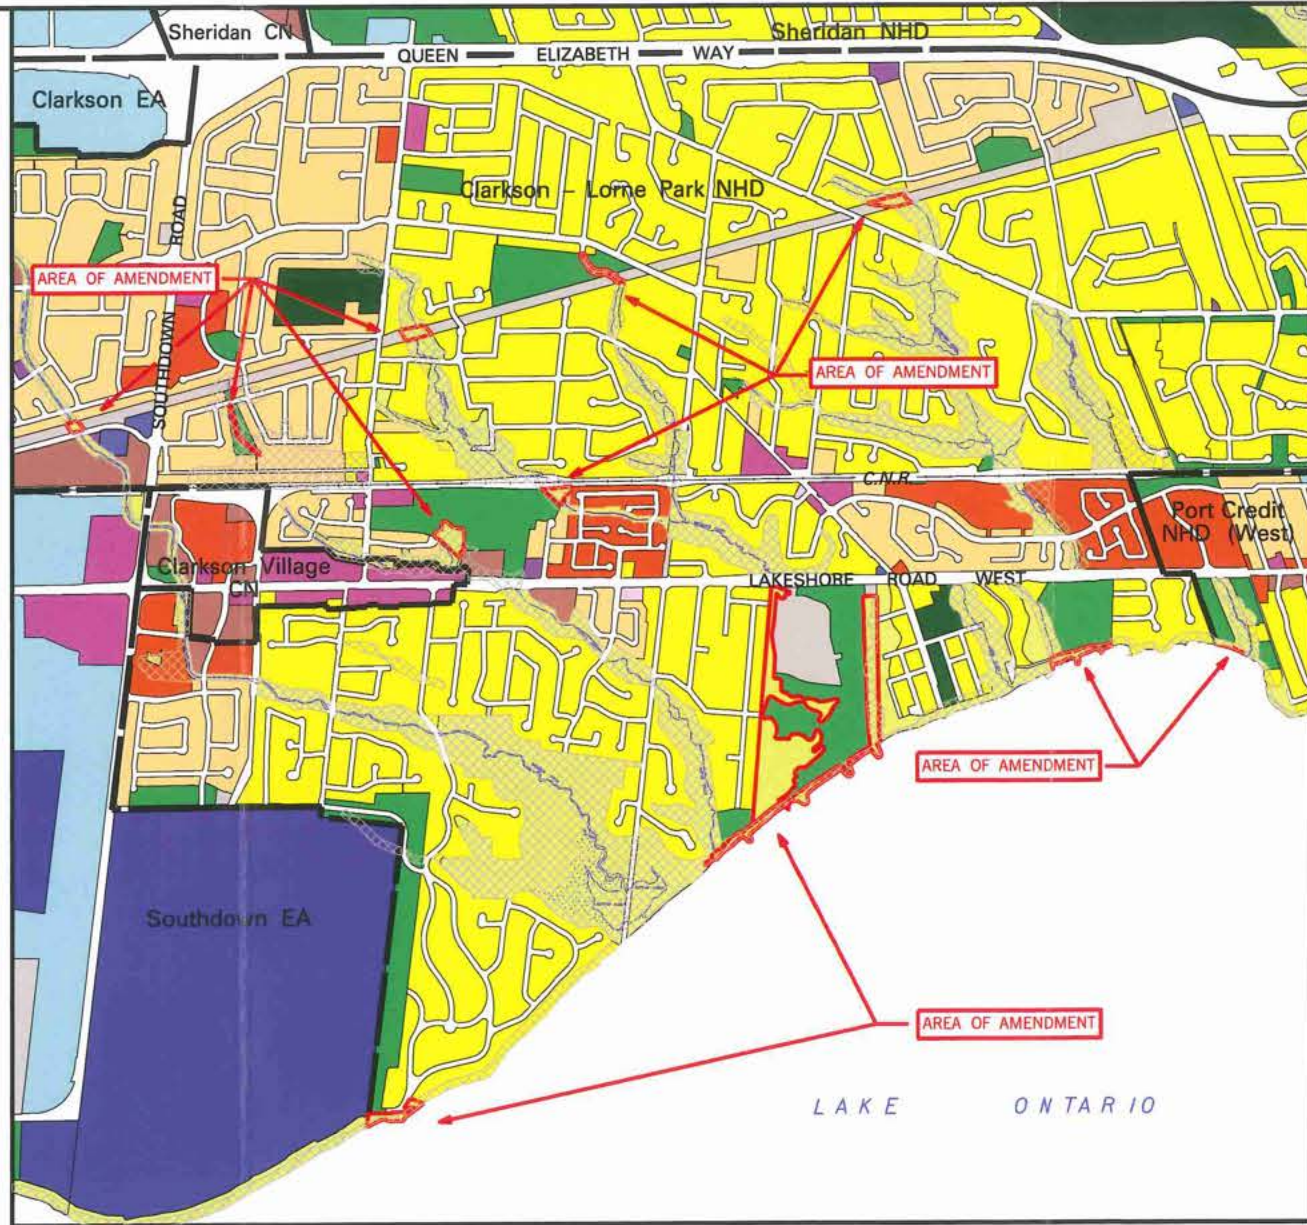 Sheridan CN
Sheridan NHD
QUEEN ELIZABETH WAY
Clarkson EA
Clarkson – Lorne Park NHD
ROAD
AREA OF AMENDMENT
SOUTHDOWN
AREA OF AMENDMENT
C.N.R.
Port Credit
NHD (West)
Clarkson Village
CN
LAKESHORE ROAD WEST
AREA OF AMENDMENT
Southdown EA
AREA OF AMENDMENT
LAKE ONTARIO